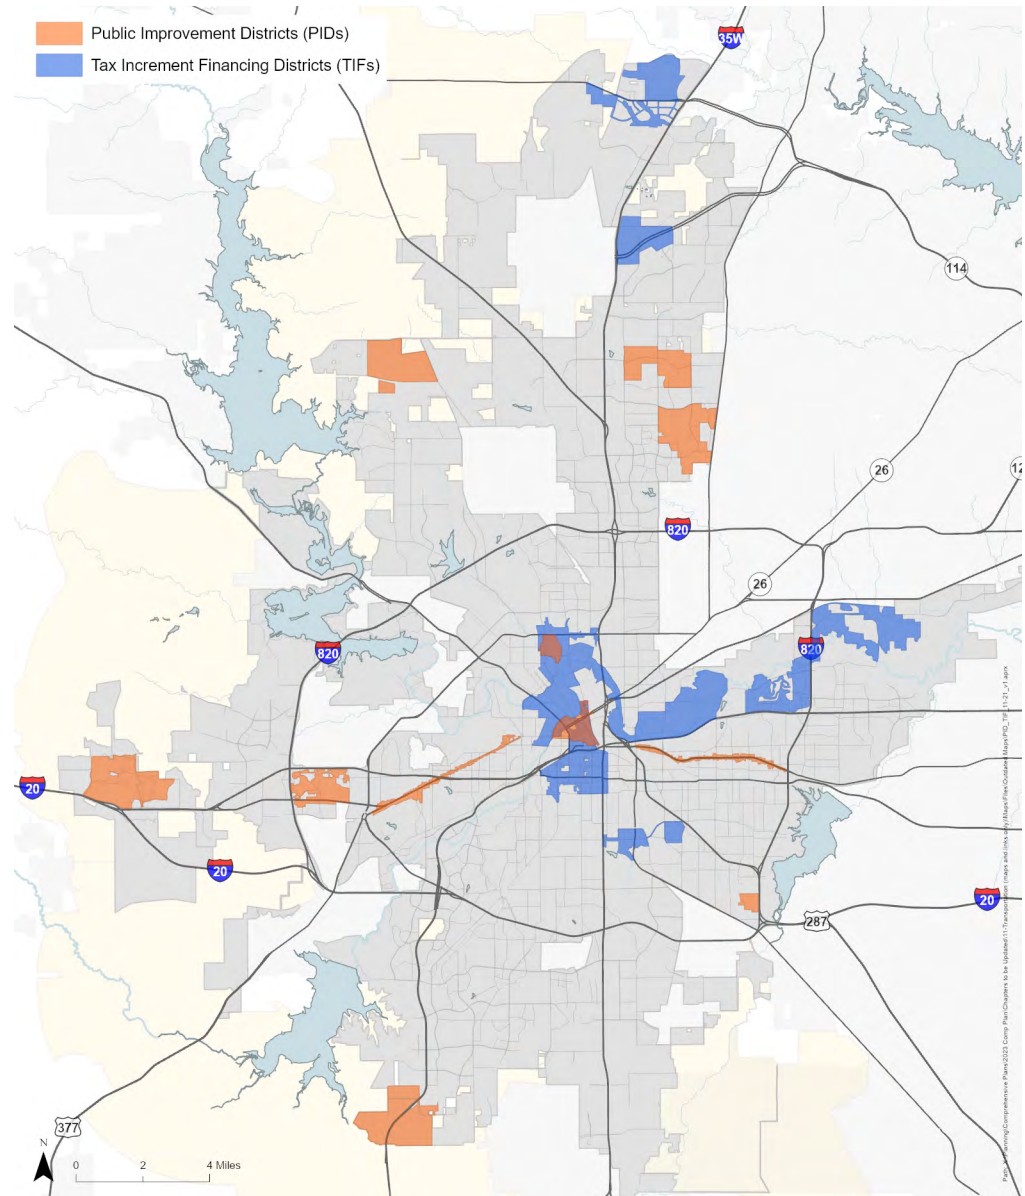 Public Improvement Districts (PIDs)
Tax Increment Financing Districts (TIFs)
35W
114
26
12
820
26
820
820
20
20
20
287
377
N
0 2 4 Miles